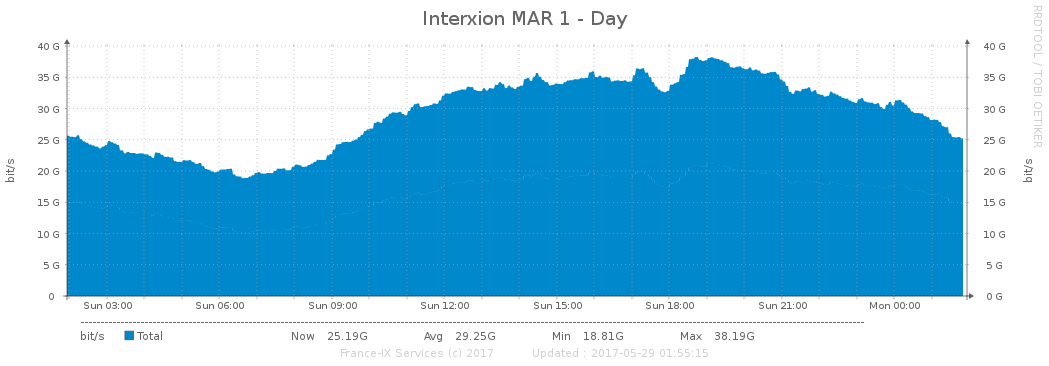 Interxion MAR 1 - Day
RRDTOOL / TOBI OETIKER
40 G 40 G
35 G 35 G
30 G 30 G
25 G 25 G
20 G 20 G
15 G 15 G
10 G 10 G
5 G 5 G
0 0 G
bit/s bit/s
Sun 03:00 Sun 06:00 Sun 09:00 Sun 12:00 Sun 15:00 Sun 18:00 Sun 21:00 Mon 00:00
bit/s Total Now 25.19G Avg 29.25G Min 18.81G Max 38.19G
France-IX Services (c) 2017 Updated : 2017-05-29 01:55:15